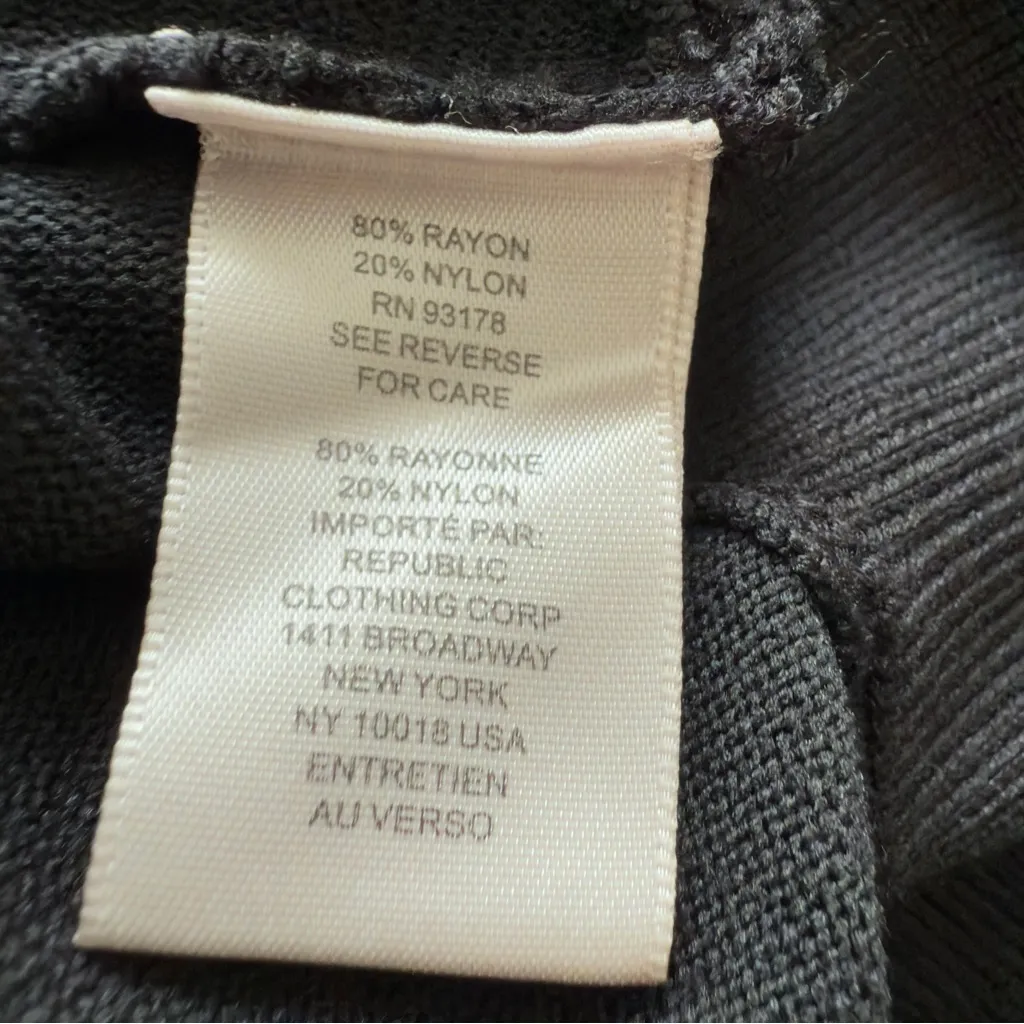 80% RAYON
20% NYLON
RN 93178
SEE REVERSE
FOR CARE
80% RAYONNE
20% NYLON
IMPORTÉ PAR:
REPUBLIC
CLOTHING CORP
1411 BROADWAY
NEW YORK
NY 10018 USA
ENTRETIEN
AU VERSO